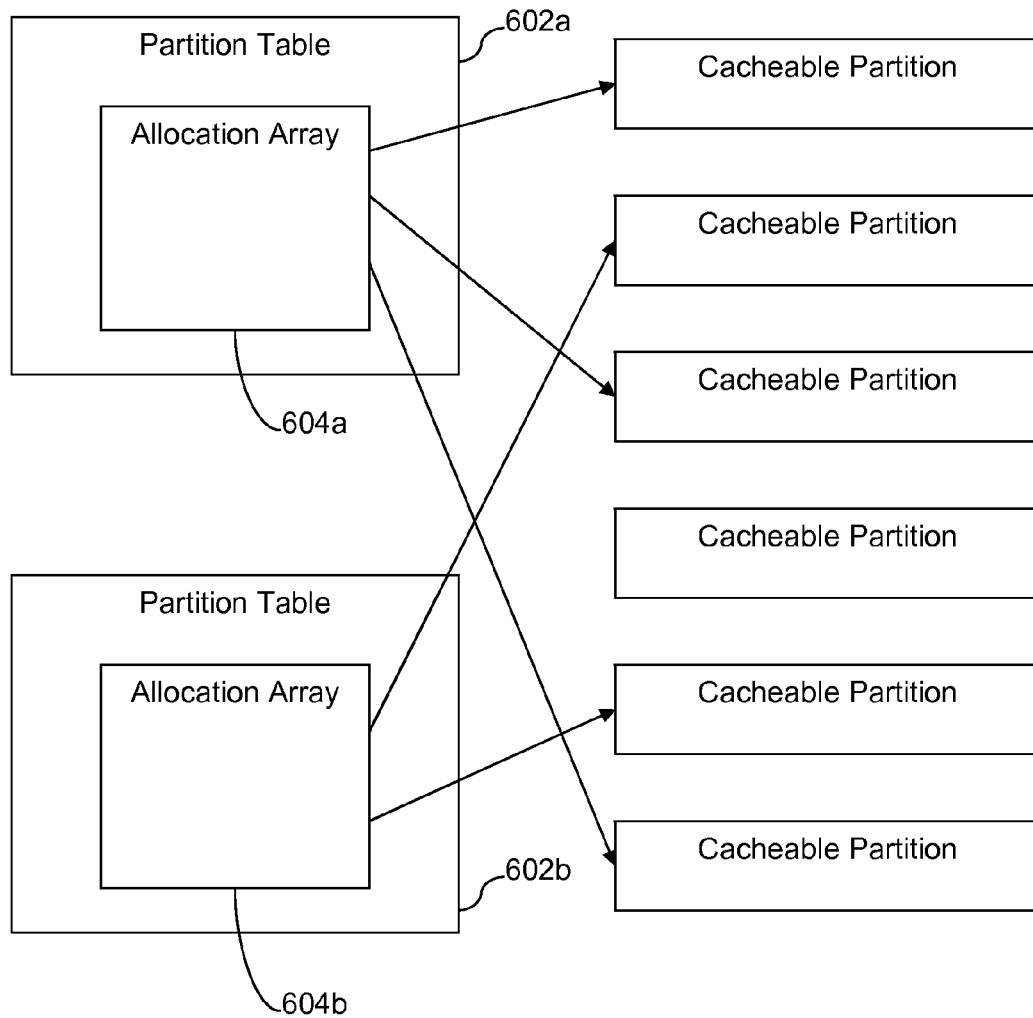 Partition Table
602a
Allocation Array
604a
Partition Table
Allocation Array
602b
604b
Cacheable Partition
Cacheable Partition
Cacheable Partition
Cacheable Partition
Cacheable Partition
Cacheable Partition